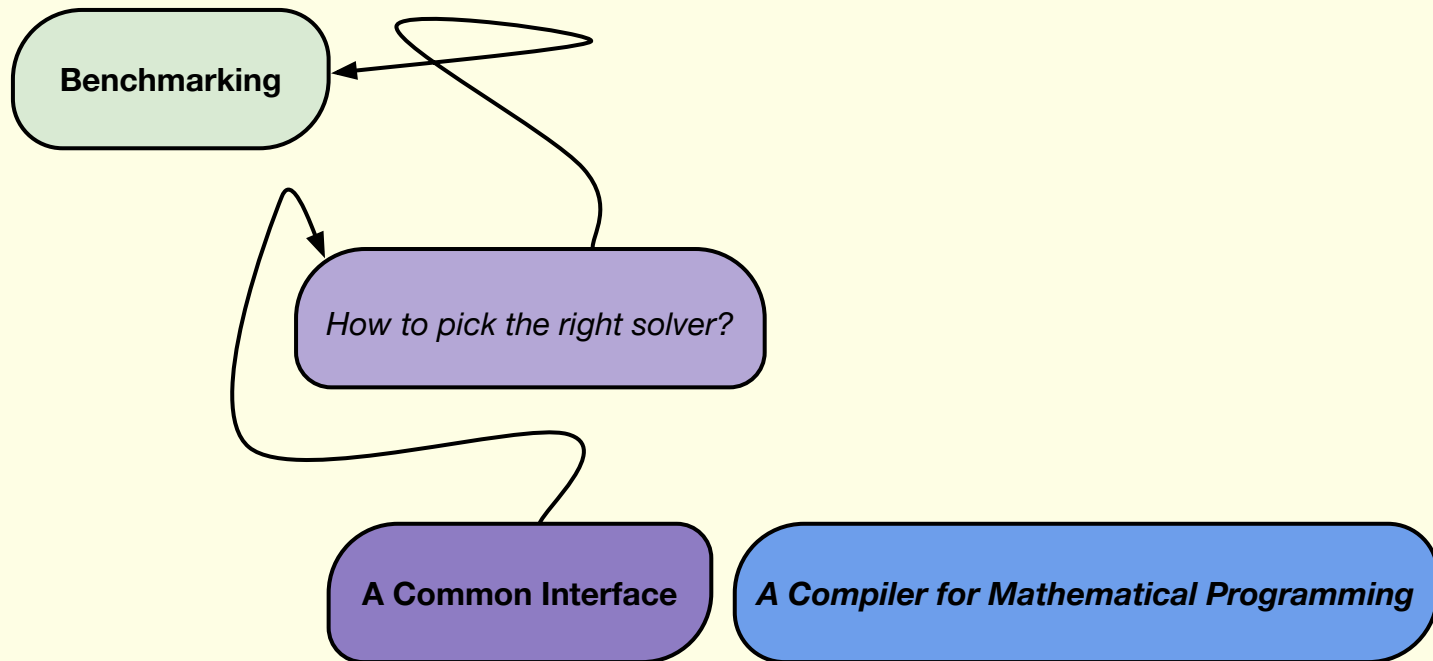 Benchmarking
How to pick the right solver?
A Common Interface
A Compiler for Mathematical Programming